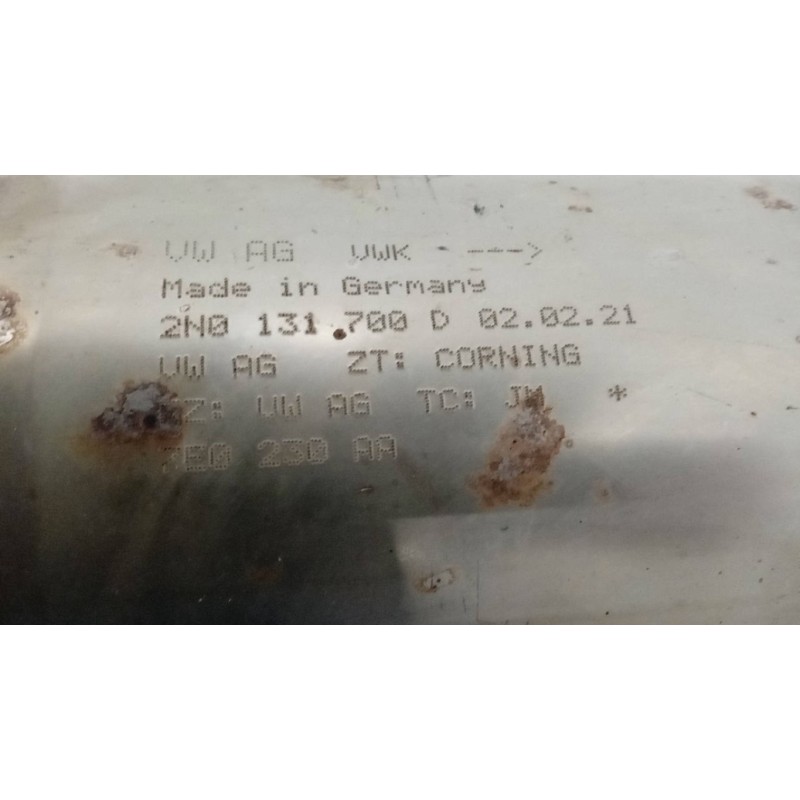 VW AG VWK --->
Made in Germany
2N0 131 700 D 02.02.21
VW AG ZT: CORNING
Z: VW AG TC: JM *
7E0 230 AA